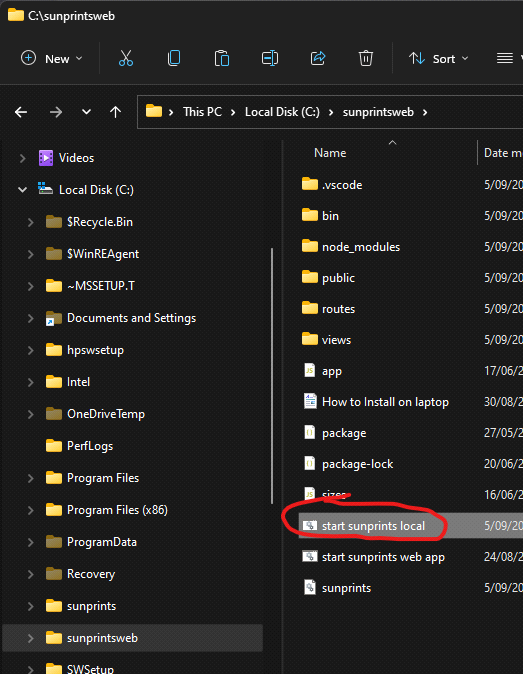 C:\sunprintsweb
New
Sort
This PC > Local Disk (C:) > sunprintsweb >
Videos
Local Disk (C:)
$Recycle.Bin
$WinREAgent
~MSSETUP.T
Documents and Settings
hpswsetup
Intel
OneDriveTemp
PerfLogs
Program Files
Program Files (x86)
ProgramData
Recovery
sunprints
sunprintsweb
SWSetup
Name Date m
.vscode 5/09/20
bin 5/09/20
node_modules 5/09/20
public 5/09/20
routes 5/09/20
views 5/09/20
app 17/06/2
How to Install on laptop 30/08/2
package 27/05/2
package-lock 20/06/2
sizes 16/06/2
start sunprints local 5/09/20
start sunprints web app 24/08/2
sunprints 5/09/20